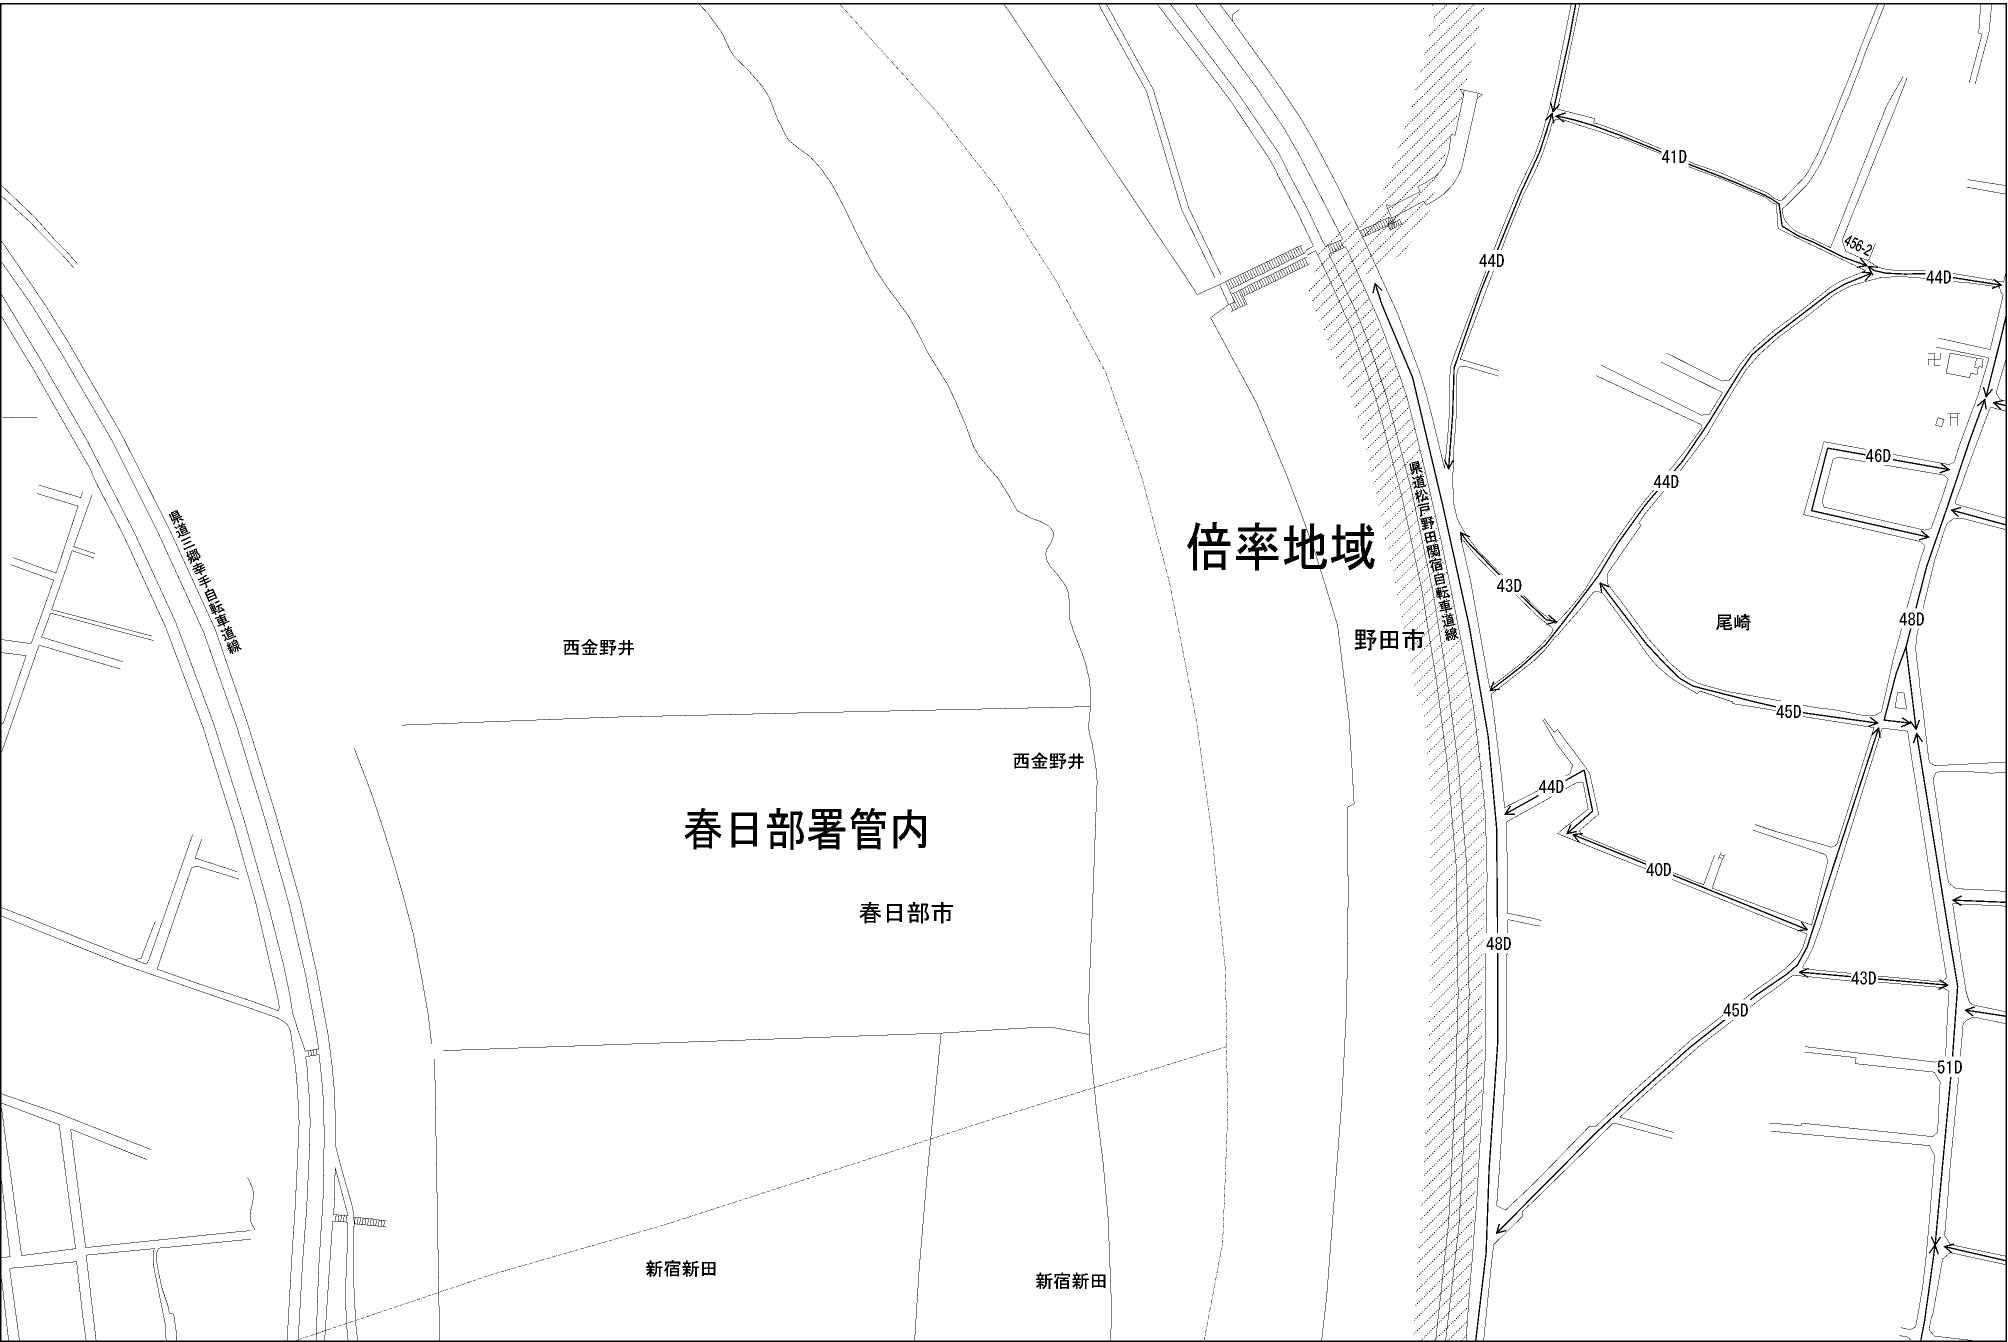 41D
456-2
44D
44D
46D
44D
県道松戸野田関宿自転車道線
県道三郷幸手自転車道線
倍率地域
43D
尾崎
48D
野田市
西金野井
45D
西金野井
44D
春日部署管内
40D
春日部市
48D
43D
45D
51D
新宿新田
新宿新田